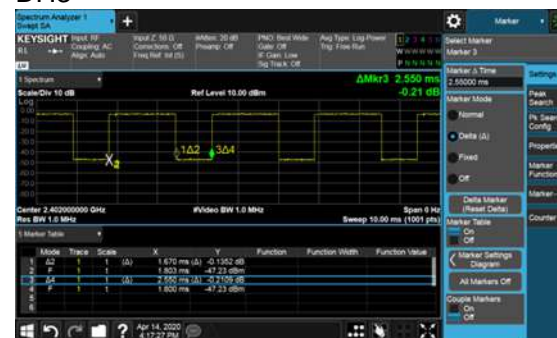 Spectrum Analyzer 1
Swept SA
+
Marker
KEYSIGHT Input: RF
RL
Coupling: AC
Align: Auto
Input Z: 50 Ω
Corrections: Off
Freq Ref: Int (S)
#Atten: 20 dB
Preamp: Off
PNO: Best Wide
Gate: Off
IF Gain: Low
Sig Track: Off
Avg Type: Log-Power
Trig: Free Run
LW
Select Marker
Marker 3
1 Spectrum
ΔMkr3 2.550 ms
-0.21 dB
Scale/Div 10 dB
Ref Level 10.00 dBm
Log
1Δ2
3Δ4
Center 2.402000000 GHz
Res BW 1.0 MHz
#Video BW 1.0 MHz
Span 0 Hz
Sweep 10.00 ms (1001 pts)
5 Marker Table
Mode Trace Scale X Y Function Function Width Function Value
1 Δ2 1 t (Δ) 1.670 ms (Δ) -0.1352 dB
2 F 1 t 1.803 ms -47.23 dBm
3 Δ4 1 t (Δ) 2.550 ms (Δ) -0.2109 dB
4 F 1 t 1.800 ms -47.23 dBm
5
6
Marker Δ Time
2.55000 ms
Marker Mode
Normal
Delta (Δ)
Fixed
Off
Delta Marker
(Reset Delta)
Marker Table
On
Off
Marker Settings
Diagram
All Markers Off
Couple Markers
On
Off
Settings
Peak
Search
Pk Sear
Config
Properti
Marker
Function
Marker
Counter
?
Apr 14, 2020
4:17:27 PM